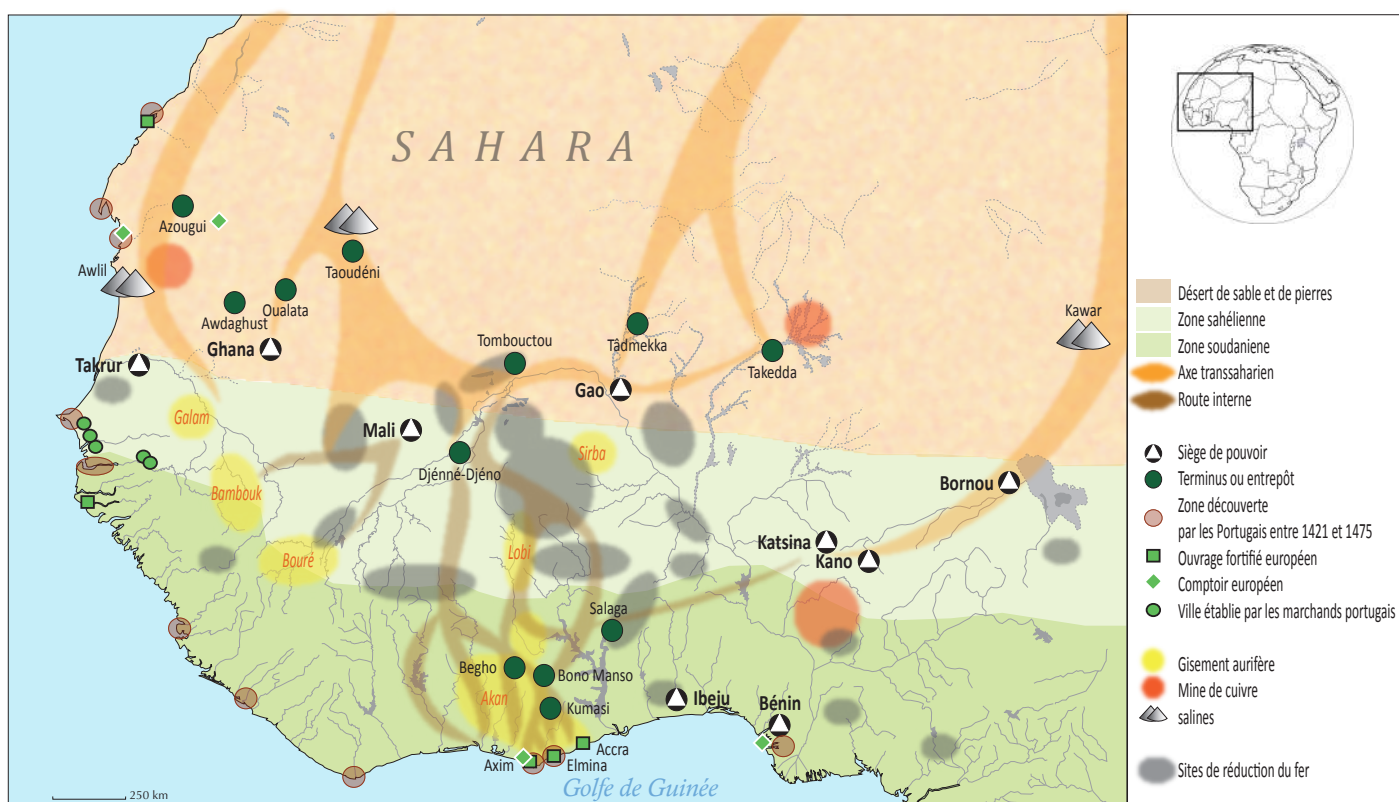 SAHARA
Azougui
Awlil
Taoudéni
Oualata
Awdaghust
Kawar
Tombouctou
Tâdmekka
Takedda
Ghana
Takrur
Gao
Galam
Mali
Sirba
Djénné-Djéno
Bambouk
Bornou
Katsina
Kano
Bouré
Lobi
Salaga
Begho
Bono Manso
Akan
Kumasi
Ibeju
Bénin
Accra
Axim
Elmina
Golfe de Guinée
250 km
Désert de sable et de pierres
Zone sahélienne
Zone soudaniene
Axe transsaharien
Route interne
Siège de pouvoir
Terminus ou entrepôt
Zone découverte
par les Portugais entre 1421 et 1475
Ouvrage fortifié européen
Comptoir européen
Ville établie par les marchands portugais
Gisement aurifère
Mine de cuivre
salines
Sites de réduction du fer